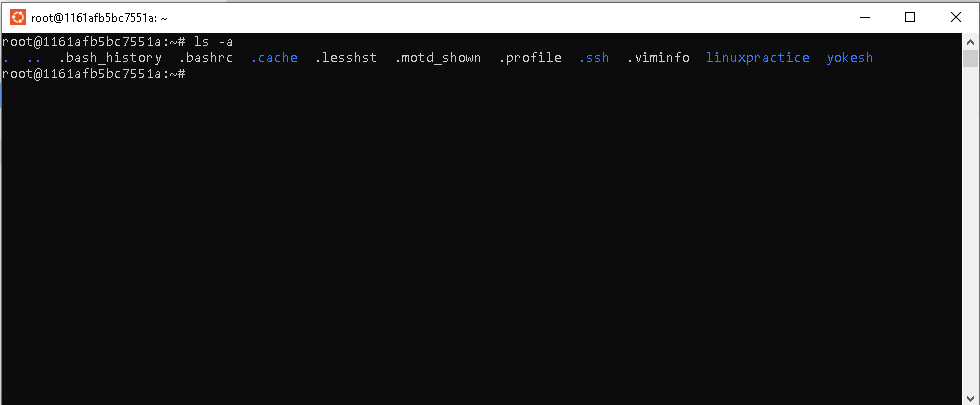 root@1161afb5bc7551a: ~
root@1161afb5bc7551a:~# ls -a
. .. .bash_history .bashrc .cache .lesshst .motd_shown .profile .ssh .viminfo linuxpractice yokesh
root@1161afb5bc7551a:~#